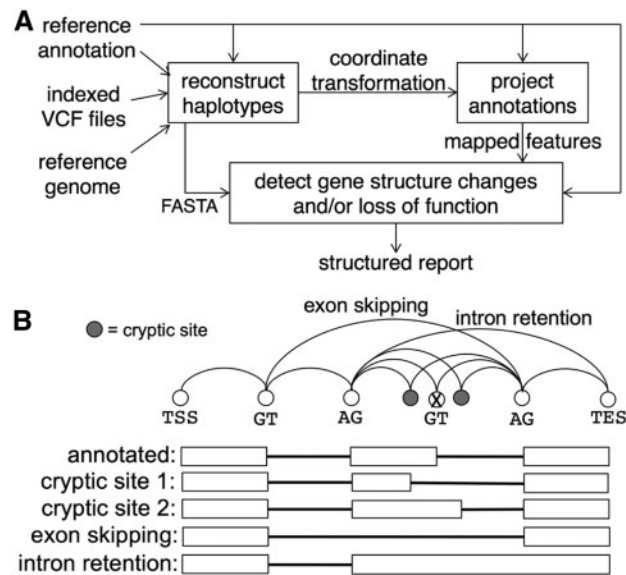 A
reference
annotation
indexed
VCF files
reference
genome
reconstruct
haplotypes
coordinate
transformation
project
annotations
mapped features
FASTA
detect gene structure changes
and/or loss of function
structured report
B
= cryptic site
exon skipping
intron retention
TSS GT AG GT AG TES
annotated:
cryptic site 1:
cryptic site 2:
exon skipping:
intron retention: